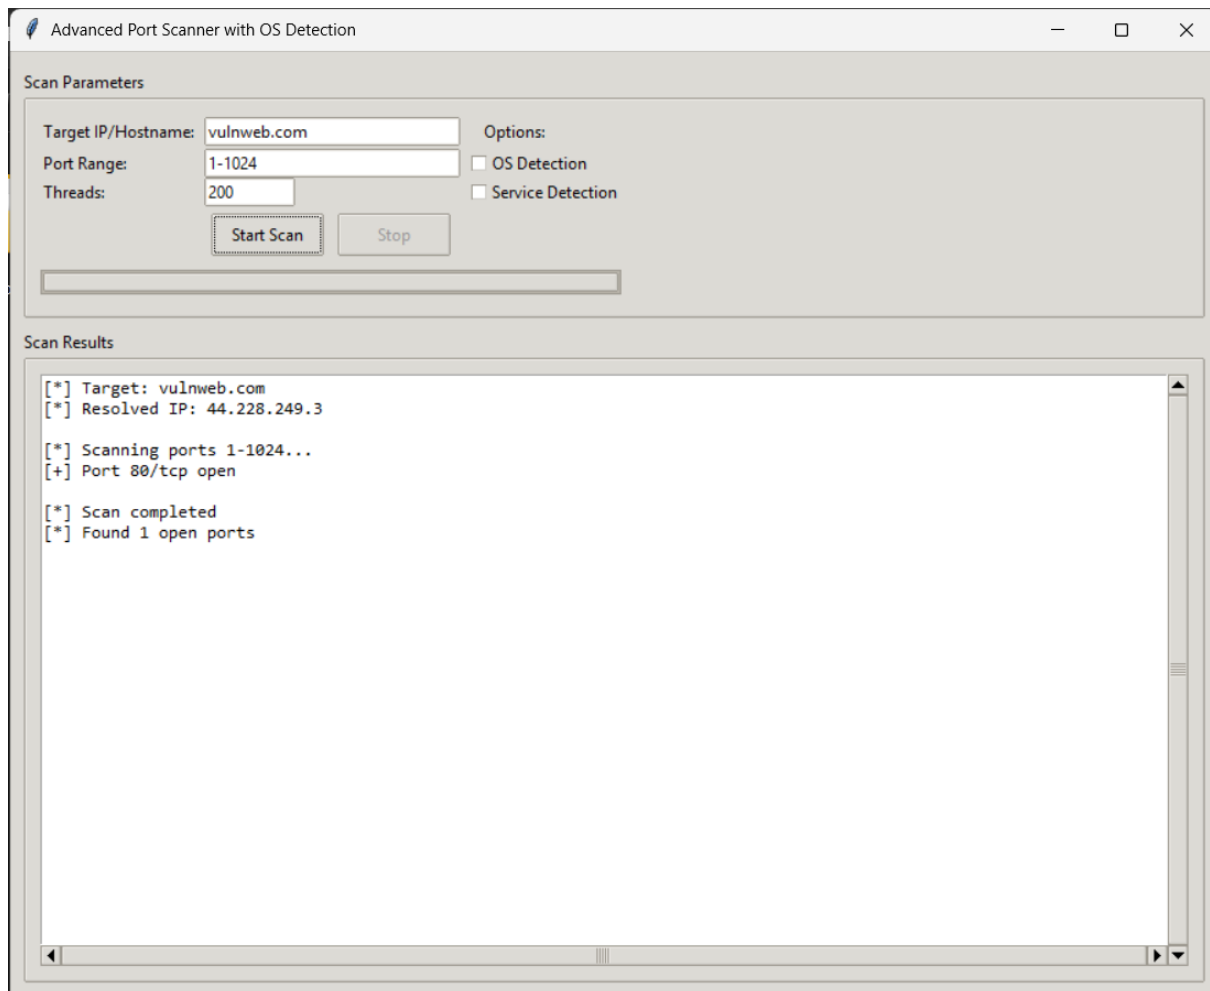 Advanced Port Scanner with OS Detection
Scan Parameters
Target IP/Hostname: vulnweb.com Options:
Port Range: 1-1024 OS Detection
Threads: 200 Service Detection
Start Scan Stop
Scan Results
[*] Target: vulnweb.com
[*] Resolved IP: 44.228.249.3
[*] Scanning ports 1-1024...
[+] Port 80/tcp open
[*] Scan completed
[*] Found 1 open ports